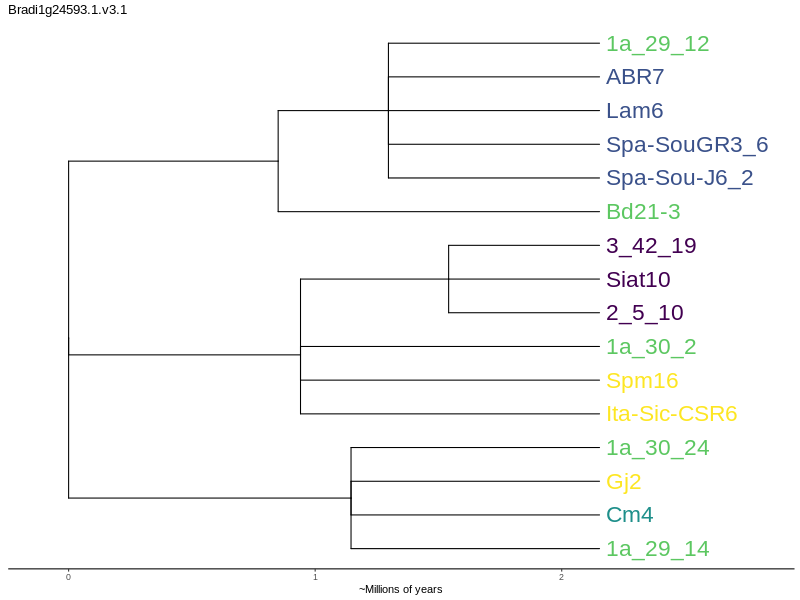 Bradi1g24593.1.v3.1
1a_29_12
ABR7
Lam6
Spa-SouGR3_6
Spa-Sou-J6_2
Bd21-3
3_42_19
Siat10
2_5_10
1a_30_2
Spm16
Ita-Sic-CSR6
1a_30_24
Gj2
Cm4
1a_29_14
0 1 2
~Millions of years